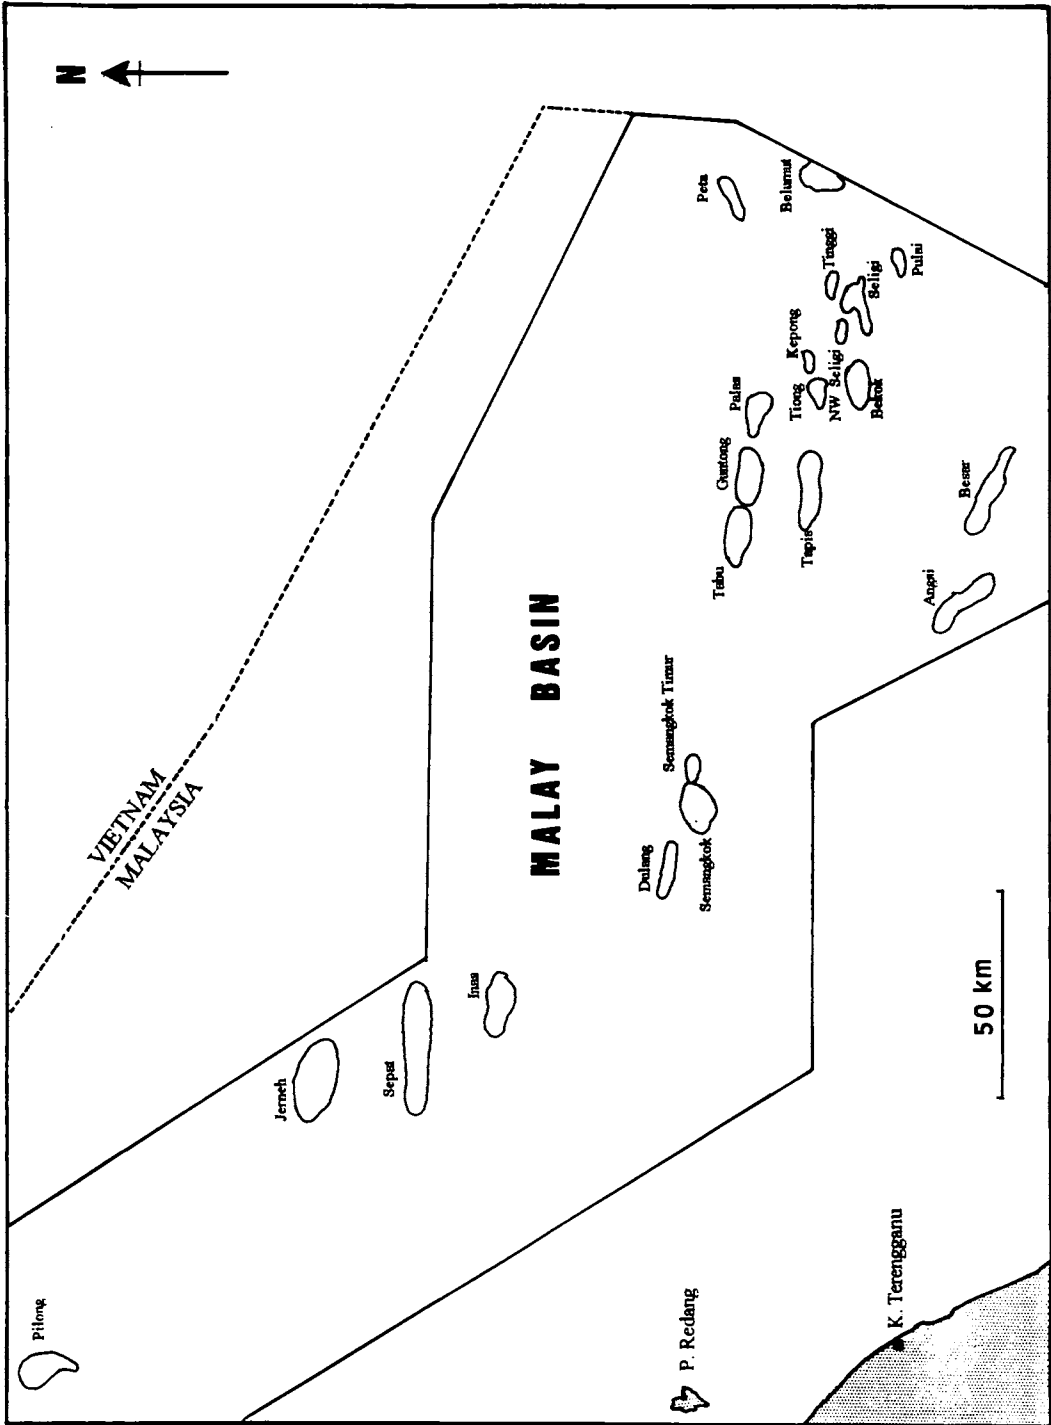 N
Pilong
VIETNAM
MALAYSIA
Jerneh
Sepat
Inas
MALAY BASIN
Dulang
Semangkok Timur
Semangkok
Tabu
Guntong
Palas
Peta
Belumut
Tapis
Tiong
Kepong
NW Seligi
Bekok
Tinggi
Seligi
Pulai
Angsi
Besar
P. Redang
K. Terengganu
50 km